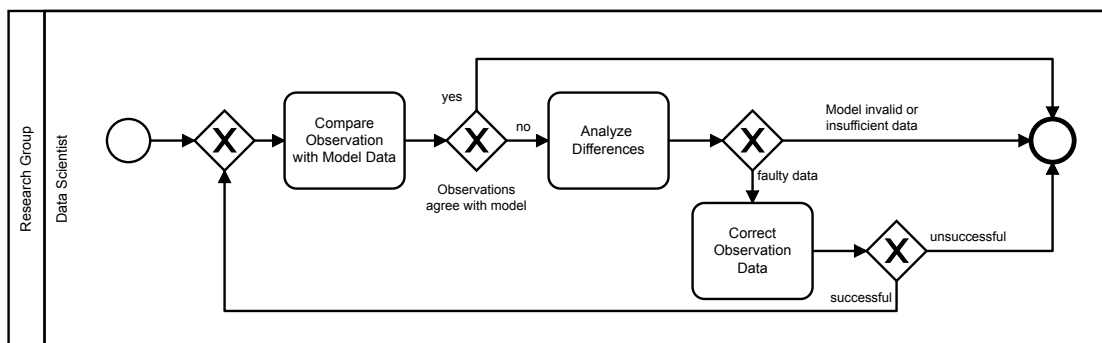 Research Group
Data Scientist
Compare
Observation
with Model Data
yes
X
X
Observations
agree with model
no
Analyze
Differences
X
Model invalid or
insufficient data
faulty data
Correct
Observation
Data
X
unsuccessful
successful